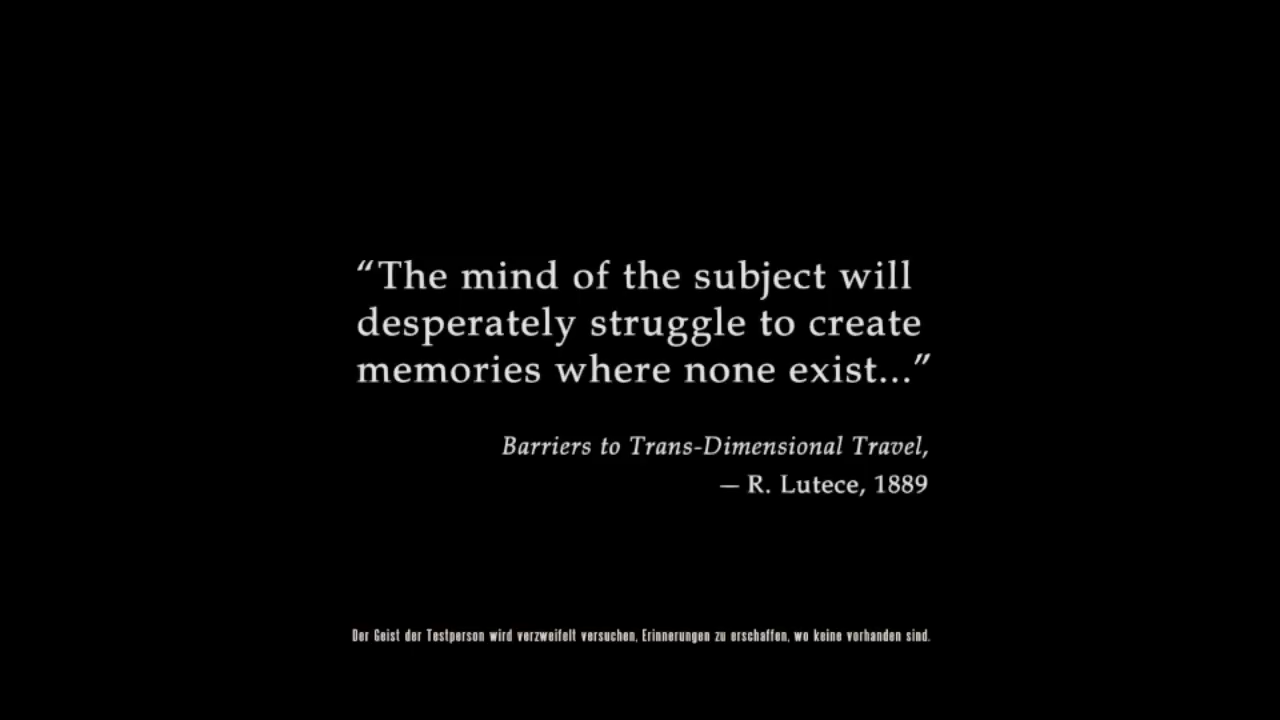 “The mind of the subject will
desperately struggle to create
memories where none exist...”
Barriers to Trans-Dimensional Travel,
— R. Lutece, 1889
Der Geist der Testperson wird verzweifelt versuchen, Erinnerungen zu erschaffen, wo keine vorhanden sind.